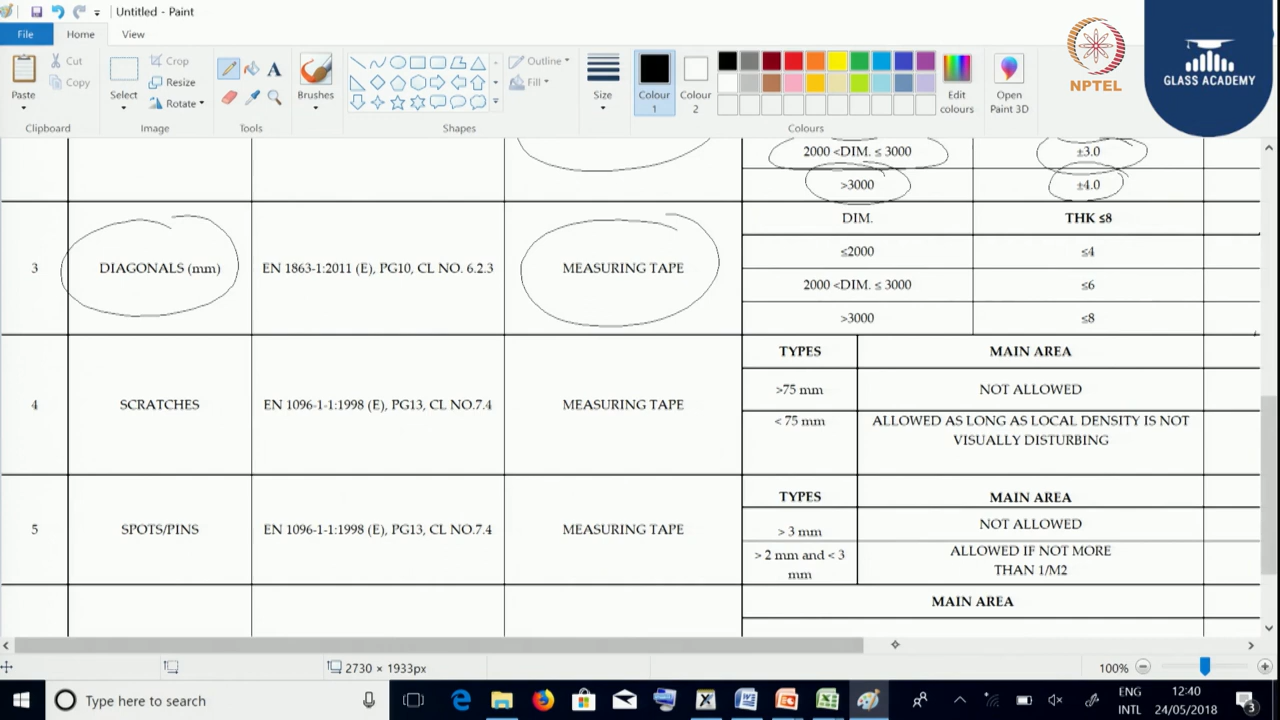 Untitled - Paint
File
Home
View
Paste
Cut
Copy
Clipboard
Select
Crop
Resize
Rotate
Image
Tools
Brushes
Shapes
Outline
Fill
Size
Colour 1
Colour 2
Colours
Edit colours
Open Paint 3D
NPTEL
GLASS ACADEMY
2000 <DIM. ≤ 3000 ±3.0
>3000 ±4.0
3 DIAGONALS (mm) EN 1863-1:2011 (E), PG10, CL NO. 6.2.3 MEASURING TAPE
DIM. THK ≤8
≤2000 ≤4
2000 <DIM. ≤ 3000 ≤6
>3000 ≤8
4 SCRATCHES EN 1096-1-1:1998 (E), PG13, CL NO.7.4 MEASURING TAPE
TYPES MAIN AREA
>75 mm NOT ALLOWED
< 75 mm ALLOWED AS LONG AS LOCAL DENSITY IS NOT
VISUALLY DISTURBING
5 SPOTS/PINS EN 1096-1-1:1998 (E), PG13, CL NO.7.4 MEASURING TAPE
TYPES MAIN AREA
> 3 mm NOT ALLOWED
> 2 mm and < 3
mm
ALLOWED IF NOT MORE
THAN 1/M2
MAIN AREA
2730 × 1933px
100%
Type here to search
ENG
INTL
12:40
24/05/2018
3